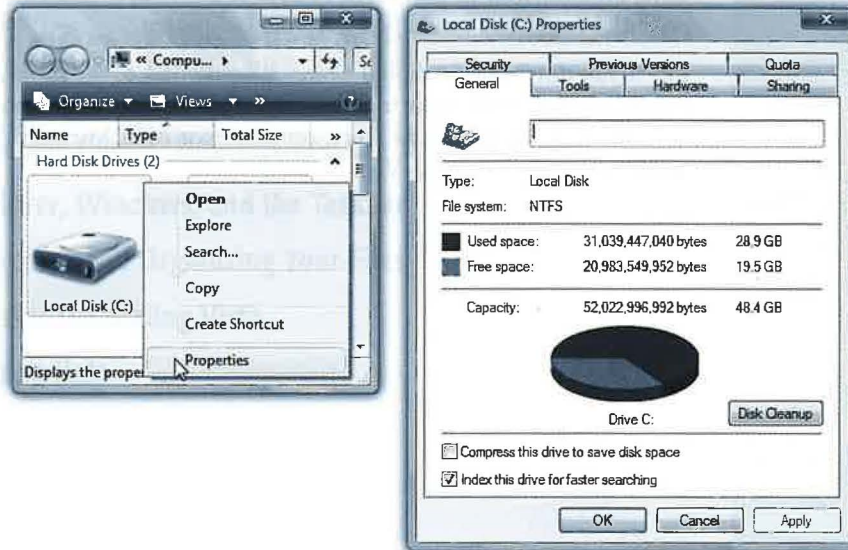 « Compu...
Organize Views »
Name Type Total Size »
Hard Disk Drives (2)
Open
Explore
Search...
Copy
Create Shortcut
Properties
Local Disk (C:)
Displays the proper
Local Disk (C:) Properties
Security Previous Versions Quota
General Tools Hardware Sharing
Type: Local Disk
File system: NTFS
Used space: 31,039,447,040 bytes 28.9 GB
Free space: 20,983,549,952 bytes 19.5 GB
Capacity: 52,022,996,992 bytes 48.4 GB
Drive C:
Disk Cleanup
Compress this drive to save disk space
Index this drive for faster searching
OK Cancel Apply